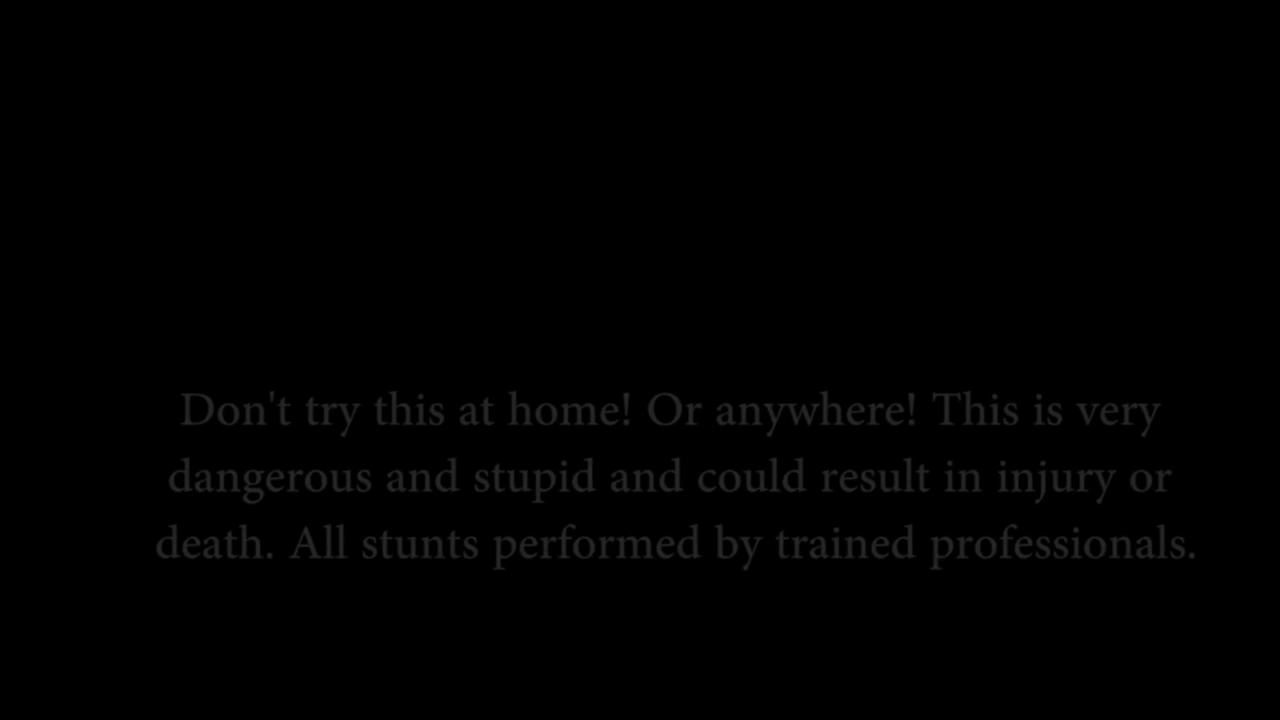 Don't try this at home! Or anywhere! This is very
dangerous and stupid and could result in injury or
death. All stunts performed by trained professionals.